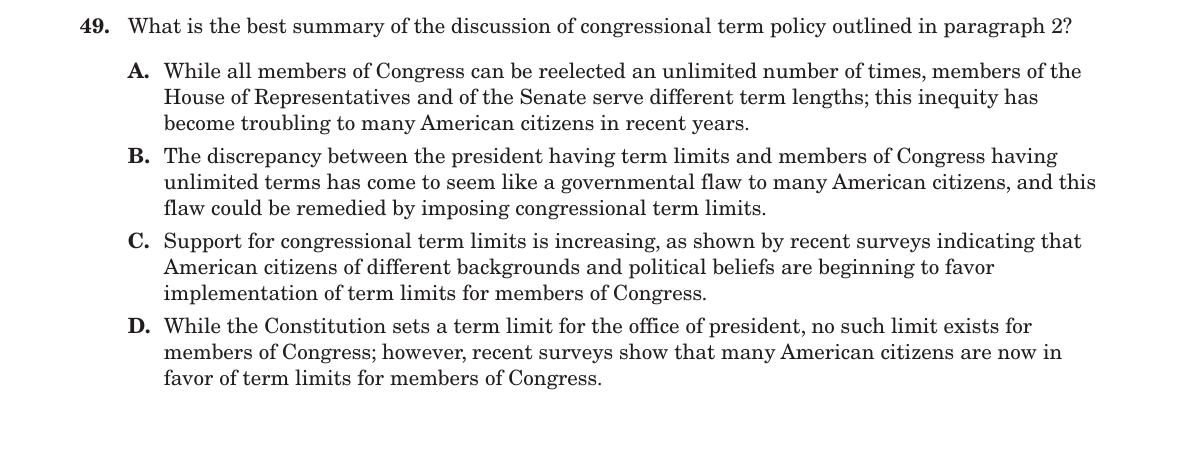 49. What is the best summary of the discussion of congressional term policy outlined in paragraph 2?
A. While all members of Congress can be reelected an unlimited number of times, members of the
House of Representatives and of the Senate serve different term lengths; this inequity has
become troubling to many American citizens in recent years.
B. The discrepancy between the president having term limits and members of Congress having
unlimited terms has come to seem like a governmental flaw to many American citizens, and this
flaw could be remedied by imposing congressional term limits.
C. Support for congressional term limits is increasing, as shown by recent surveys indicating that
American citizens of different backgrounds and political beliefs are beginning to favor
implementation of term limits for members of Congress.
D. While the Constitution sets a term limit for the office of president, no such limit exists for
members of Congress; however, recent surveys show that many American citizens are now in
favor of term limits for members of Congress.